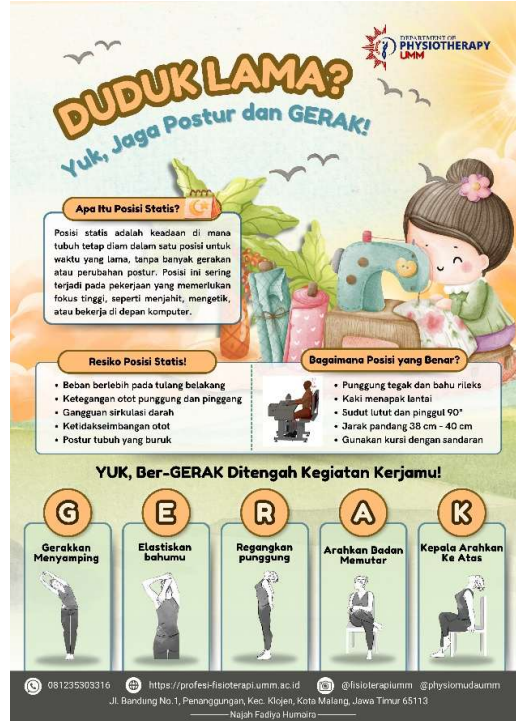 DEPARTMENT OF
PHYSIOTHERAPY
UMM
DUDUK LAMA?
Yuk, Jaga Postur dan GERAK!
Apa Itu Posisi Statis?
Posisi statis adalah keadaan di mana
tubuh tetap diam dalam satu posisi untuk
waktu yang lama, tanpa banyak gerakan
atau perubahan postur. Posisi ini sering
terjadi pada pekerjaan yang memerlukan
fokus tinggi, seperti menjahit, mengetik,
atau bekerja di depan komputer.
Resiko Posisi Statis!
• Beban berlebih pada tulang belakang
• Ketegangan otot punggung dan pinggang
• Gangguan sirkulasi darah
• Ketidakseimbangan otot
• Postur tubuh yang buruk
Bagaimana Posisi yang Benar?
• Punggung tegak dan bahu rileks
• Kaki menapak lantai
• Sudut lutut dan pinggul 90°
• Jarak pandang 38 cm - 40 cm
• Gunakan kursi dengan sandaran
YUK, Ber-GERAK Ditengah Kegiatan Kerjamu!
G
Gerakkan
Menyamping
E
Elastiskan
bahumu
R
Regangkan
punggung
A
Arahkan Badan
Memutar
K
Kepala Arahkan
Ke Atas
081235303316
https://profesi-fisioterapi.umm.ac.id
@fisioterapiumm @physiomudaumm
Jl. Bandung No.1, Penanggungan, Kec. Klojen, Kota Malang, Jawa Timur 65113
Najah Fadiya Humaira